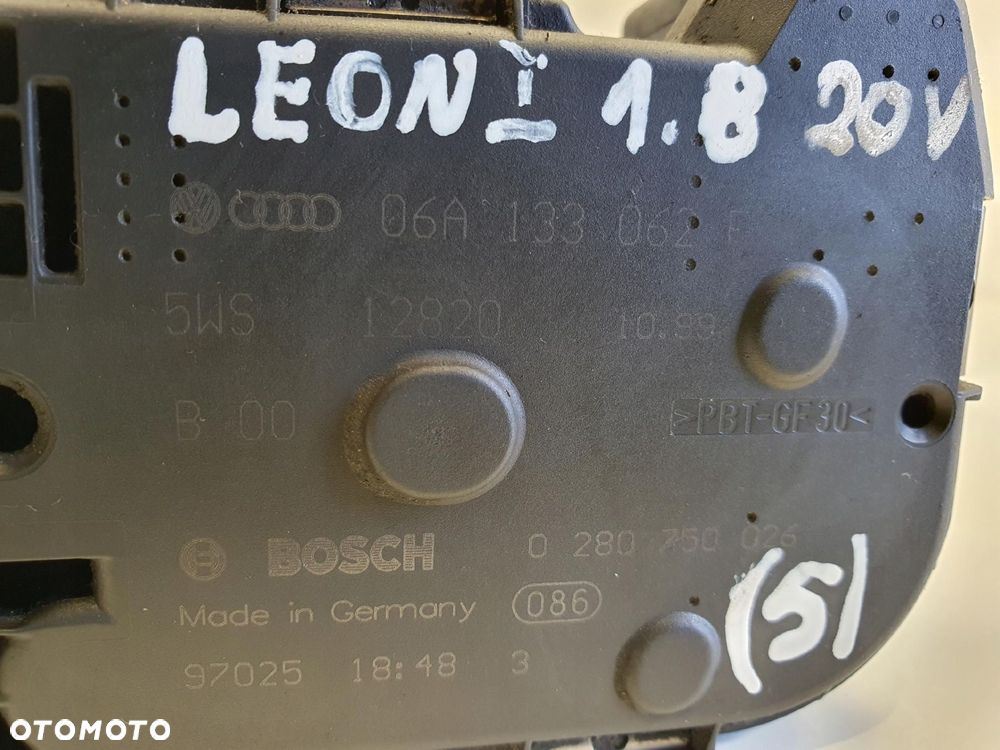 LEON I 1.8 20V
06A 133 062
5WS 12820 10.99
B 00
>PBT-GF30<
BOSCH 0 280 750 026
Made in Germany 086
(5)
97025 18:48 3
OTOMOTO